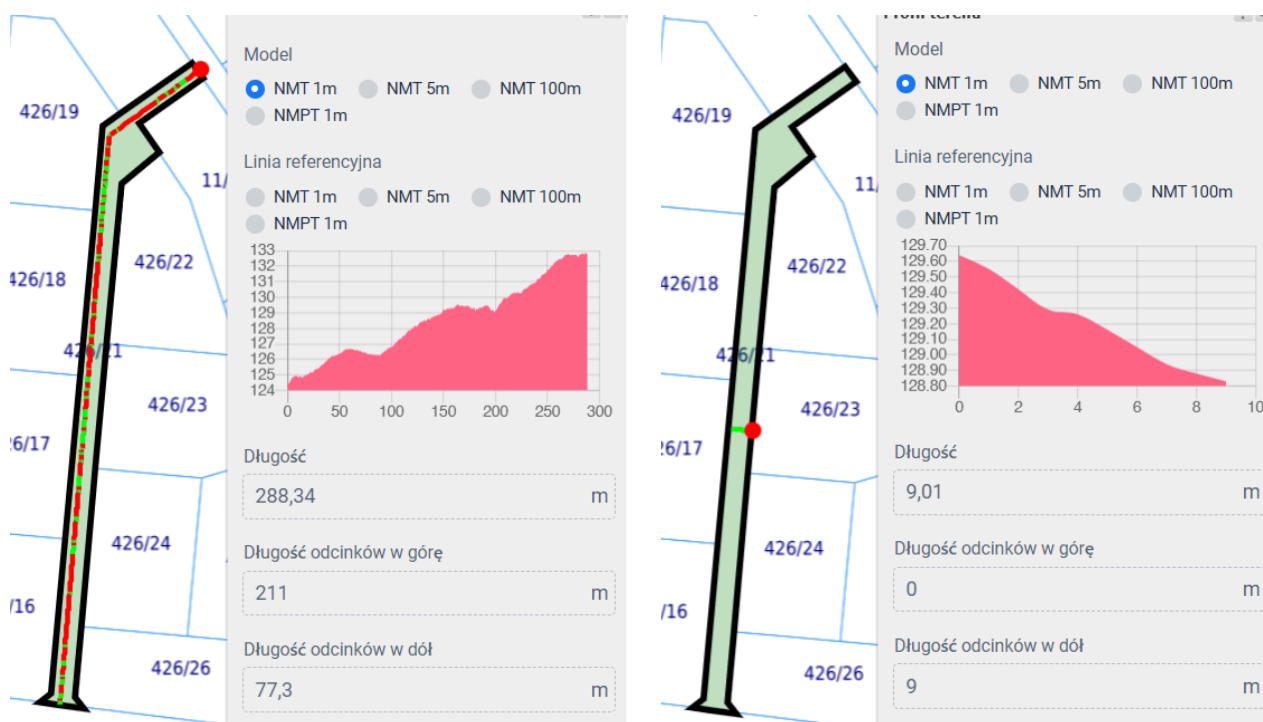 Model
NMT 1m NMT 5m NMT 100m
NMPT 1m
Linia referencyjna
NMT 1m NMT 5m NMT 100m
NMPT 1m
133
132
131
130
129
128
127
126
125
124
0 50 100 150 200 250 300
Długość
288,34 m
Długość odcinków w górę
211 m
Długość odcinków w dół
77,3 m
426/19
11/
426/22
426/18
426/21
426/23
26/17
426/24
/16
426/26
Profil terenu
Model
NMT 1m NMT 5m NMT 100m
NMPT 1m
Linia referencyjna
NMT 1m NMT 5m NMT 100m
NMPT 1m
129.70
129.60
129.50
129.40
129.30
129.20
129.10
129.00
128.90
128.80
0 2 4 6 8 10
Długość
9,01 m
Długość odcinków w górę
0 m
Długość odcinków w dół
9 m
426/19
11/
426/22
426/18
426/21
426/23
26/17
426/24
/16
426/26